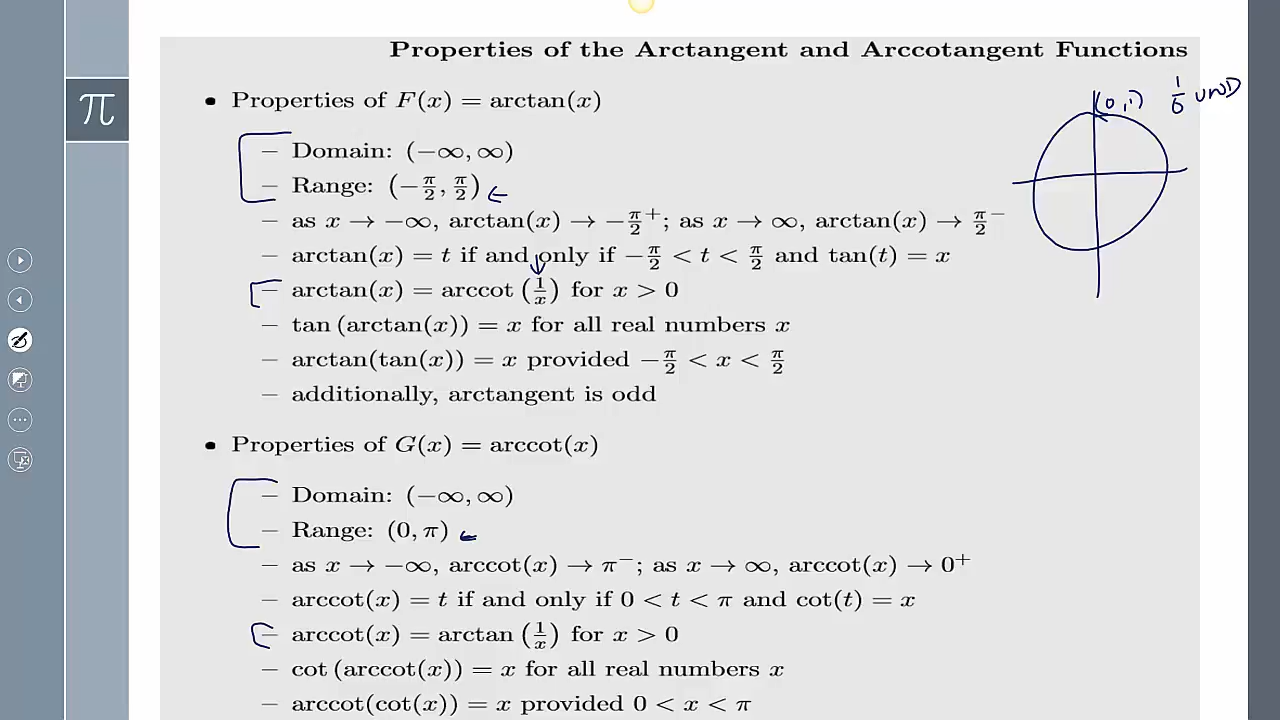 Properties of the Arctangent and Arccotangent Functions
• Properties of F(x) = arctan(x)
– Domain: (−∞, ∞)
– Range: (−π/2, π/2)
– as x → −∞, arctan(x) → −π/2⁺; as x → ∞, arctan(x) → π/2⁻
– arctan(x) = t if and only if −π/2 < t < π/2 and tan(t) = x
– arctan(x) = arccot (1/x) for x > 0
– tan (arctan(x)) = x for all real numbers x
– arctan(tan(x)) = x provided −π/2 < x < π/2
– additionally, arctangent is odd
• Properties of G(x) = arccot(x)
– Domain: (−∞, ∞)
– Range: (0, π)
– as x → −∞, arccot(x) → π⁻; as x → ∞, arccot(x) → 0⁺
– arccot(x) = t if and only if 0 < t < π and cot(t) = x
– arccot(x) = arctan (1/x) for x > 0
– cot (arccot(x)) = x for all real numbers x
– arccot(cot(x)) = x provided 0 < x < π
π
(0,1)